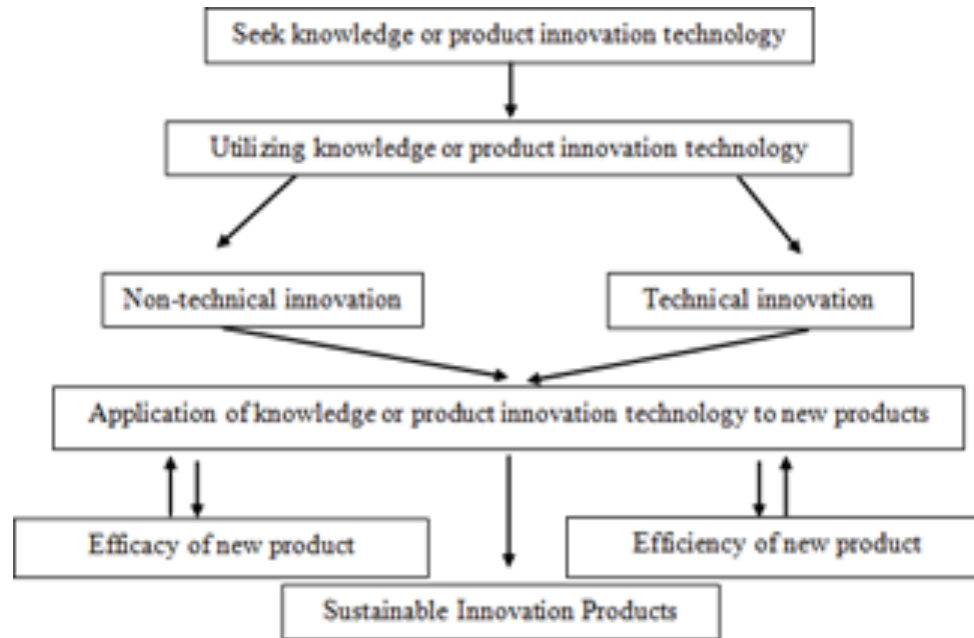 Seek knowledge or product innovation technology
Utilizing knowledge or product innovation technology
Non-technical innovation
Technical innovation
Application of knowledge or product innovation technology to new products
Efficacy of new product
Efficiency of new product
Sustainable Innovation Products